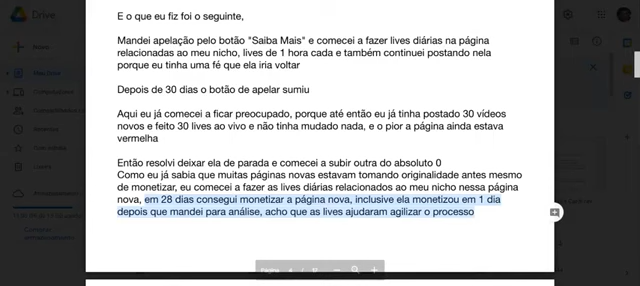 Drive
E o que eu fiz foi o seguinte,
Mandei apelação pelo botão "Saiba Mais" e comecei a fazer lives diárias na página
relacionadas ao meu nicho, lives de 1 hora cada e também continuei postando nela
porque eu tinha uma fé que ela iria voltar
Depois de 30 dias o botão de apelar sumiu
Aqui eu já comecei a ficar preocupado, porque até então eu já tinha postado 30 vídeos
novos e feito 30 lives ao vivo e não tinha mudado nada, e o pior a página ainda estava
vermelha
Então resolvi deixar ela de parada e comecei a subir outra do absoluto 0
Como eu já sabia que muitas páginas novas estavam tomando originalidade antes mesmo
de monetizar, eu comecei a fazer as lives diárias relacionados ao meu nicho nessa página
nova, em 28 dias consegui monetizar a página nova, inclusive ela monetizou em 1 dia
depois que mandei para análise, acho que as lives ajudaram agilizar o processo